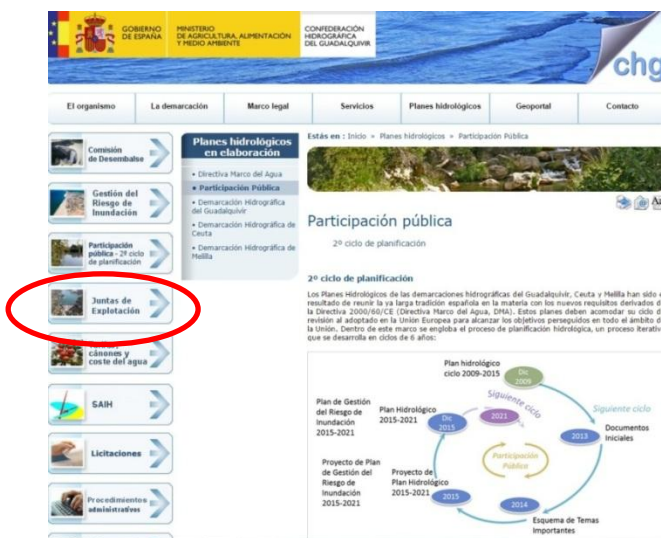 GOBIERNO
DE ESPAÑA
MINISTERIO
DE AGRICULTURA, ALIMENTACIÓN
Y MEDIO AMBIENTE
CONFEDERACIÓN
HIDROGRÁFICA
DEL GUADALQUIVIR
chg
El organismo
La demarcación
Marco legal
Servicios
Planes hidrológicos
Geoportal
Contacto
Comisión
de Desembalse
Gestión del
Riesgo de
Inundación
Participación
pública - 2º ciclo
de planificación
Juntas de
Explotación
cánones y
coste del agua
SAIH
Licitaciones
Procedimientos
administrativos
Planes hidrológicos
en elaboración
• Directiva Marco del Agua
• Participación Pública
• Demarcación Hidrográfica
del Guadalquivir
• Demarcación Hidrográfica de
Ceuta
• Demarcación Hidrográfica de
Melilla
Estás en : Inicio » Planes hidrológicos » Participación Pública
Participación pública
2º ciclo de planificación
2º ciclo de planificación
Los Planes Hidrológicos de las demarcaciones hidrográficas del Guadalquivir, Ceuta y Melilla han sido e
resultado de reunir la ya larga tradición española en la materia con los nuevos requisitos derivados d
la Directiva 2000/60/CE (Directiva Marco del Agua, DMA). Estos planes deben acomodar su ciclo d
revisión al adoptado en la Unión Europea para alcanzar los objetivos perseguidos en todo el ámbito d
la Unión. Dentro de este marco se engloba el proceso de planificación hidrológica, un proceso iterativ
que se desarrolla en ciclos de 6 años:
Plan hidrológico
ciclo 2009-2015
Dic
2009
Siguiente ciclo
2021
Siguiente ciclo
Plan de Gestión
del Riesgo de
Inundación
2015-2021
Plan Hidrológico
2015-2021
Dic
2015
2013
Documentos
Iniciales
Participación
Pública
Proyecto de Plan
de Gestión del
Riesgo de
Inundación
2015-2021
Proyecto de
Plan Hidrológico
2015-2021
2015
2014
Esquema de Temas
Importantes